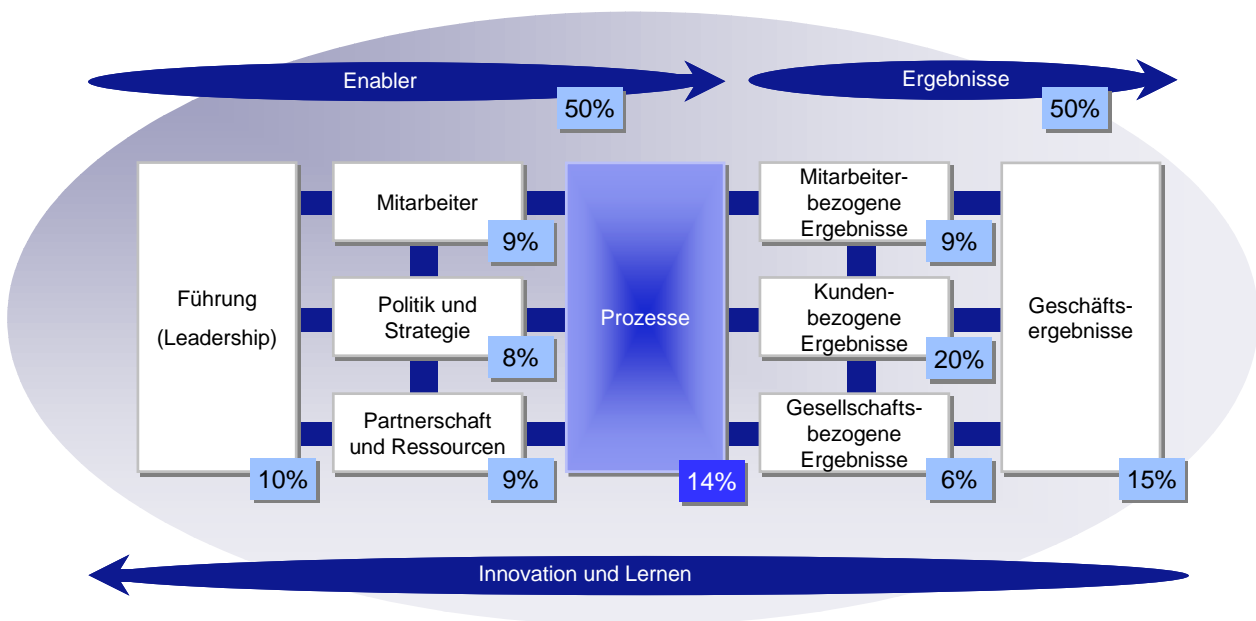 Enabler
50%
Ergebnisse
50%
Führung
(Leadership)
10%
Mitarbeiter
9%
Politik und
Strategie
8%
Partnerschaft
und Ressourcen
9%
Prozesse
14%
Mitarbeiter-
bezogene
Ergebnisse
9%
Kunden-
bezogene
Ergebnisse
20%
Gesellschafts-
bezogene
Ergebnisse
6%
Geschäfts-
ergebnisse
15%
Innovation und Lernen